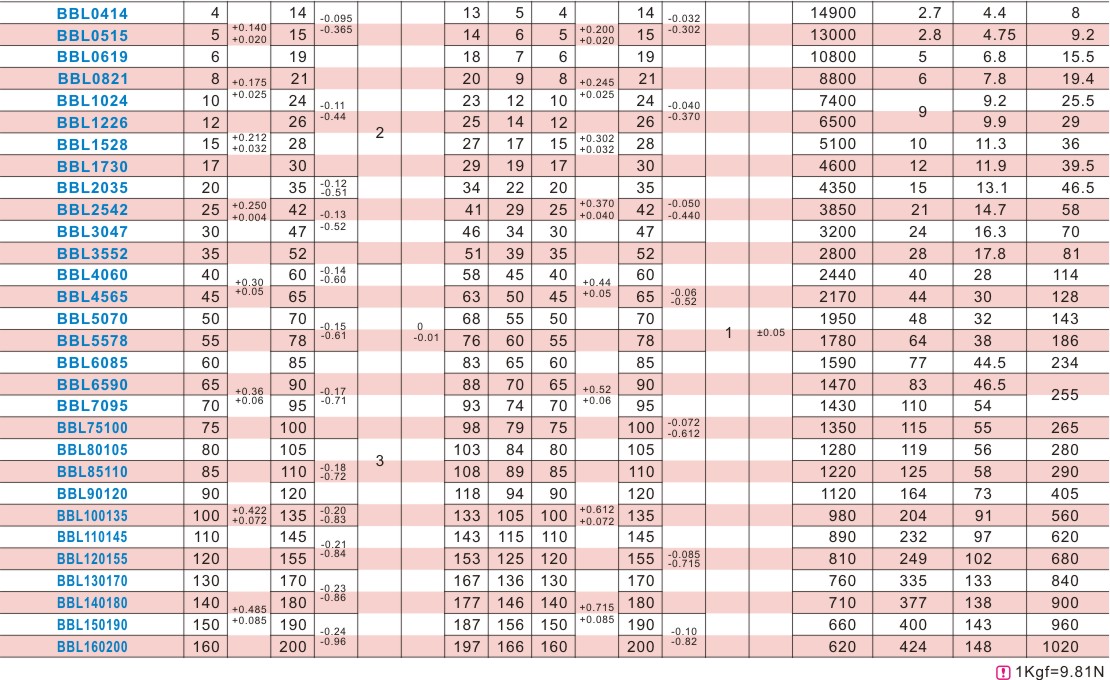 BBL0414 4 +0.140 +0.020 14 -0.095 -0.365 13 5 4 +0.200 +0.020 14 -0.032 -0.302 14900 2.7 4.4 8
BBL0515 5 15 14 6 5 15 13000 2.8 4.75 9.2
BBL0619 6 19 18 7 6 19 10800 5 6.8 15.5
BBL0821 8 +0.175 +0.025 21 20 9 8 +0.245 +0.025 21 8800 6 7.8 19.4
BBL1024 10 24 -0.11 -0.44 23 12 10 24 -0.040 -0.370 7400 9 9.2 25.5
BBL1226 12 26 2 25 14 12 26 6500 9.9 29
BBL1528 15 +0.212 +0.032 28 27 17 15 +0.302 +0.032 28 5100 10 11.3 36
BBL1730 17 30 29 19 17 30 4600 12 11.9 39.5
BBL2035 20 35 -0.12 -0.51 34 22 20 35 4350 15 13.1 46.5
BBL2542 25 +0.250 +0.004 42 -0.13 -0.52 41 29 25 +0.370 +0.040 42 -0.050 -0.440 3850 21 14.7 58
BBL3047 30 47 46 34 30 47 3200 24 16.3 70
BBL3552 35 52 51 39 35 52 2800 28 17.8 81
BBL4060 40 +0.30 +0.05 60 -0.14 -0.60 58 45 40 +0.44 +0.05 60 2440 40 28 114
BBL4565 45 65 63 50 45 65 -0.06 -0.52 2170 44 30 128
BBL5070 50 70 -0.15 -0.61 0 -0.01 68 55 50 70 1 ±0.05 1950 48 32 143
BBL5578 55 78 76 60 55 78 1780 64 38 186
BBL6085 60 85 83 65 60 85 1590 77 44.5 234
BBL6590 65 +0.36 +0.06 90 -0.17 -0.71 88 70 65 +0.52 +0.06 90 1470 83 46.5 255
BBL7095 70 95 93 74 70 95 1430 110 54
BBL75100 75 100 98 79 75 100 -0.072 -0.612 1350 115 55 265
BBL80105 80 105 3 103 84 80 105 1280 119 56 280
BBL85110 85 110 -0.18 -0.72 108 89 85 110 1220 125 58 290
BBL90120 90 120 118 94 90 120 1120 164 73 405
BBL100135 100 +0.422 +0.072 135 -0.20 -0.83 133 105 100 +0.612 +0.072 135 980 204 91 560
BBL110145 110 145 -0.21 -0.84 143 115 110 145 890 232 97 620
BBL120155 120 155 153 125 120 155 -0.085 -0.715 810 249 102 680
BBL130170 130 170 -0.23 -0.86 167 136 130 170 760 335 133 840
BBL140180 140 +0.485 +0.085 180 177 146 140 +0.715 +0.085 180 710 377 138 900
BBL150190 150 190 -0.24 -0.96 187 156 150 190 -0.10 -0.82 660 400 143 960
BBL160200 160 200 197 166 160 200 620 424 148 1020
! 1Kgf=9.81N